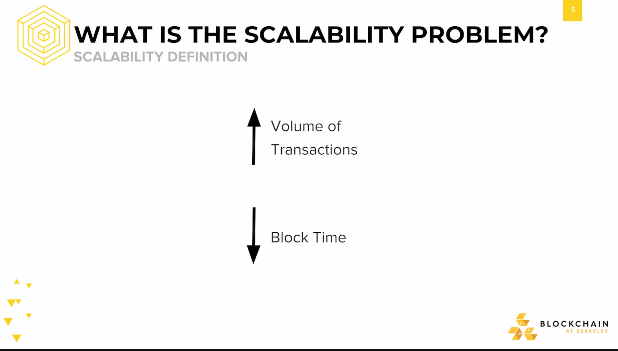 5
WHAT IS THE SCALABILITY PROBLEM?
SCALABILITY DEFINITION
Volume of
Transactions
Block Time
BLOCKCHAIN
AT BERKELEY